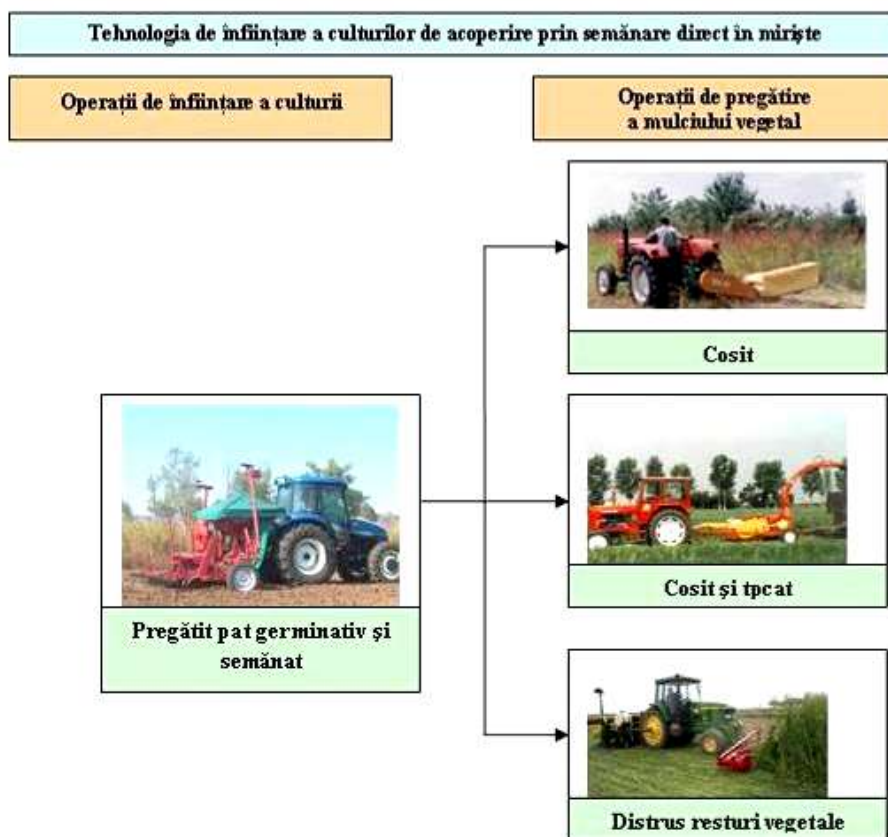 Tehnologia de înființare a culturilor de acoperire prin semănare direct în miriște
Operații de înființare a culturii
Operații de pregătire
a mulciului vegetal
Cosit
Cosit și tpcat
Pregătit pat germinativ și
semănat
Distrus resturi vegetale